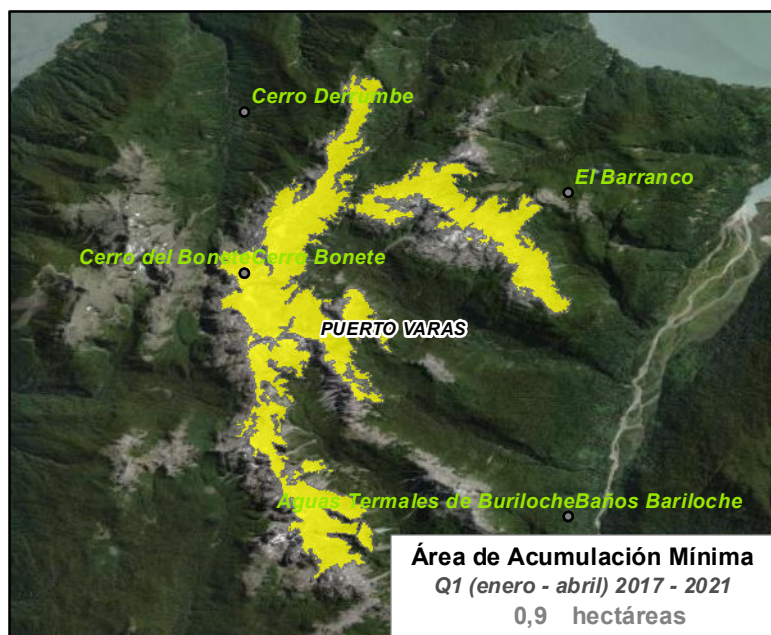 Cerro Derrumbe
El Barranco
Cerro del BoneteCerro Bonete
PUERTO VARAS
Aguas Termales de BurilocheBaños Bariloche
Área de Acumulación Mínima
Q1 (enero - abril) 2017 - 2021
0,9 hectáreas